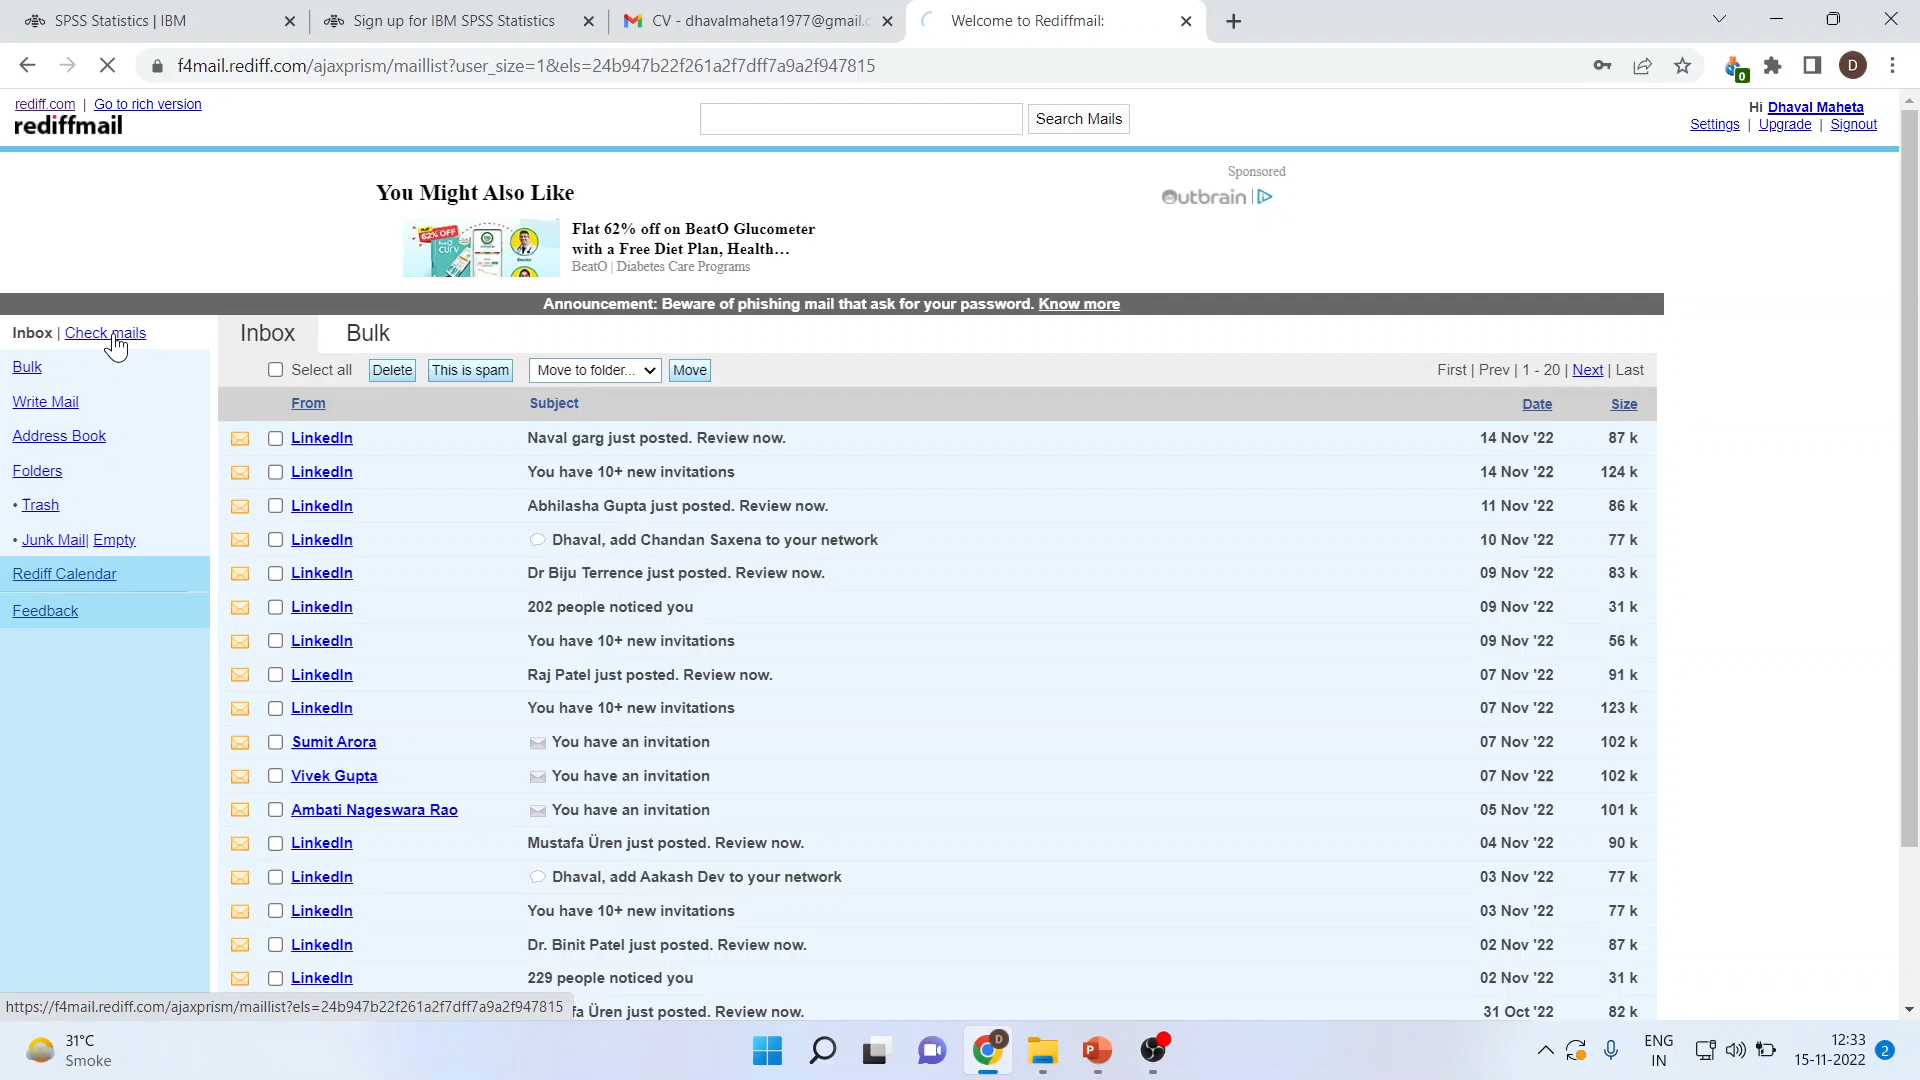 SPSS Statistics | IBM
Sign up for IBM SPSS Statistics
CV - dhavalmaheta1977@gmail.c
Welcome to Rediffmail:
f4mail.rediff.com/ajaxprism/maillist?user_size=1&els=24b947b22f261a2f7dff7a9a2f947815
0
D
rediff.com | Go to rich version
rediffmail
Search Mails
Hi Dhaval Maheta
Settings | Upgrade | Signout
You Might Also Like
Sponsored
Outbrain
62% OFF
Flat 62% off on BeatO Glucometer
with a Free Diet Plan, Health…
BeatO | Diabetes Care Programs
Announcement: Beware of phishing mail that ask for your password. Know more
Inbox | Check mails
Bulk
Write Mail
Address Book
Folders
• Trash
• Junk Mail| Empty
Rediff Calendar
Feedback
Inbox Bulk
Select all Delete This is spam Move to folder... Move First | Prev | 1 - 20 | Next | Last
From Subject Date Size
LinkedIn Naval garg just posted. Review now. 14 Nov '22 87 k
LinkedIn You have 10+ new invitations 14 Nov '22 124 k
LinkedIn Abhilasha Gupta just posted. Review now. 11 Nov '22 86 k
LinkedIn Dhaval, add Chandan Saxena to your network 10 Nov '22 77 k
LinkedIn Dr Biju Terrence just posted. Review now. 09 Nov '22 83 k
LinkedIn 202 people noticed you 09 Nov '22 31 k
LinkedIn You have 10+ new invitations 09 Nov '22 56 k
LinkedIn Raj Patel just posted. Review now. 07 Nov '22 91 k
LinkedIn You have 10+ new invitations 07 Nov '22 123 k
Sumit Arora You have an invitation 07 Nov '22 102 k
Vivek Gupta You have an invitation 07 Nov '22 102 k
Ambati Nageswara Rao You have an invitation 05 Nov '22 101 k
LinkedIn Mustafa Üren just posted. Review now. 04 Nov '22 90 k
LinkedIn Dhaval, add Aakash Dev to your network 03 Nov '22 77 k
LinkedIn You have 10+ new invitations 03 Nov '22 77 k
LinkedIn Dr. Binit Patel just posted. Review now. 02 Nov '22 87 k
LinkedIn 229 people noticed you 02 Nov '22 31 k
fa Üren just posted. Review now. 31 Oct '22 82 k
https://f4mail.rediff.com/ajaxprism/maillist?els=24b947b22f261a2f7dff7a9a2f947815
31°C
Smoke
D
P
ENG
IN
12:33
15-11-2022
2